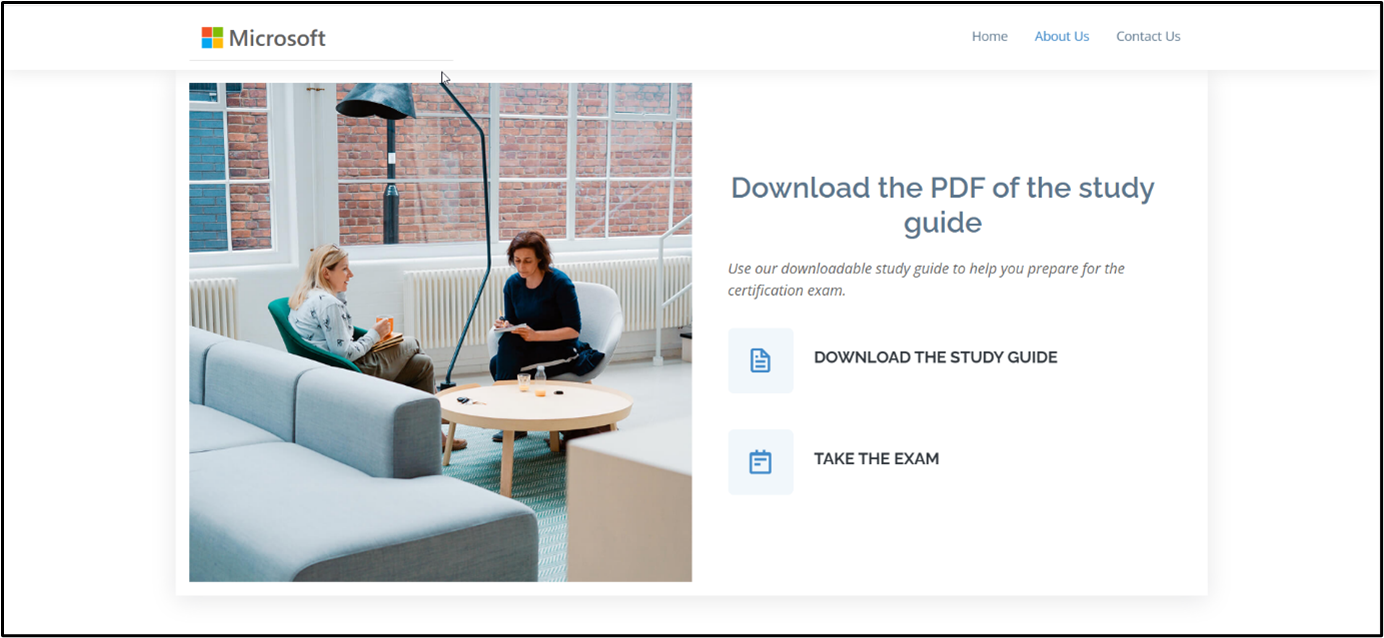 Microsoft
Home About Us Contact Us
Download the PDF of the study
guide
Use our downloadable study guide to help you prepare for the
certification exam.
DOWNLOAD THE STUDY GUIDE
TAKE THE EXAM